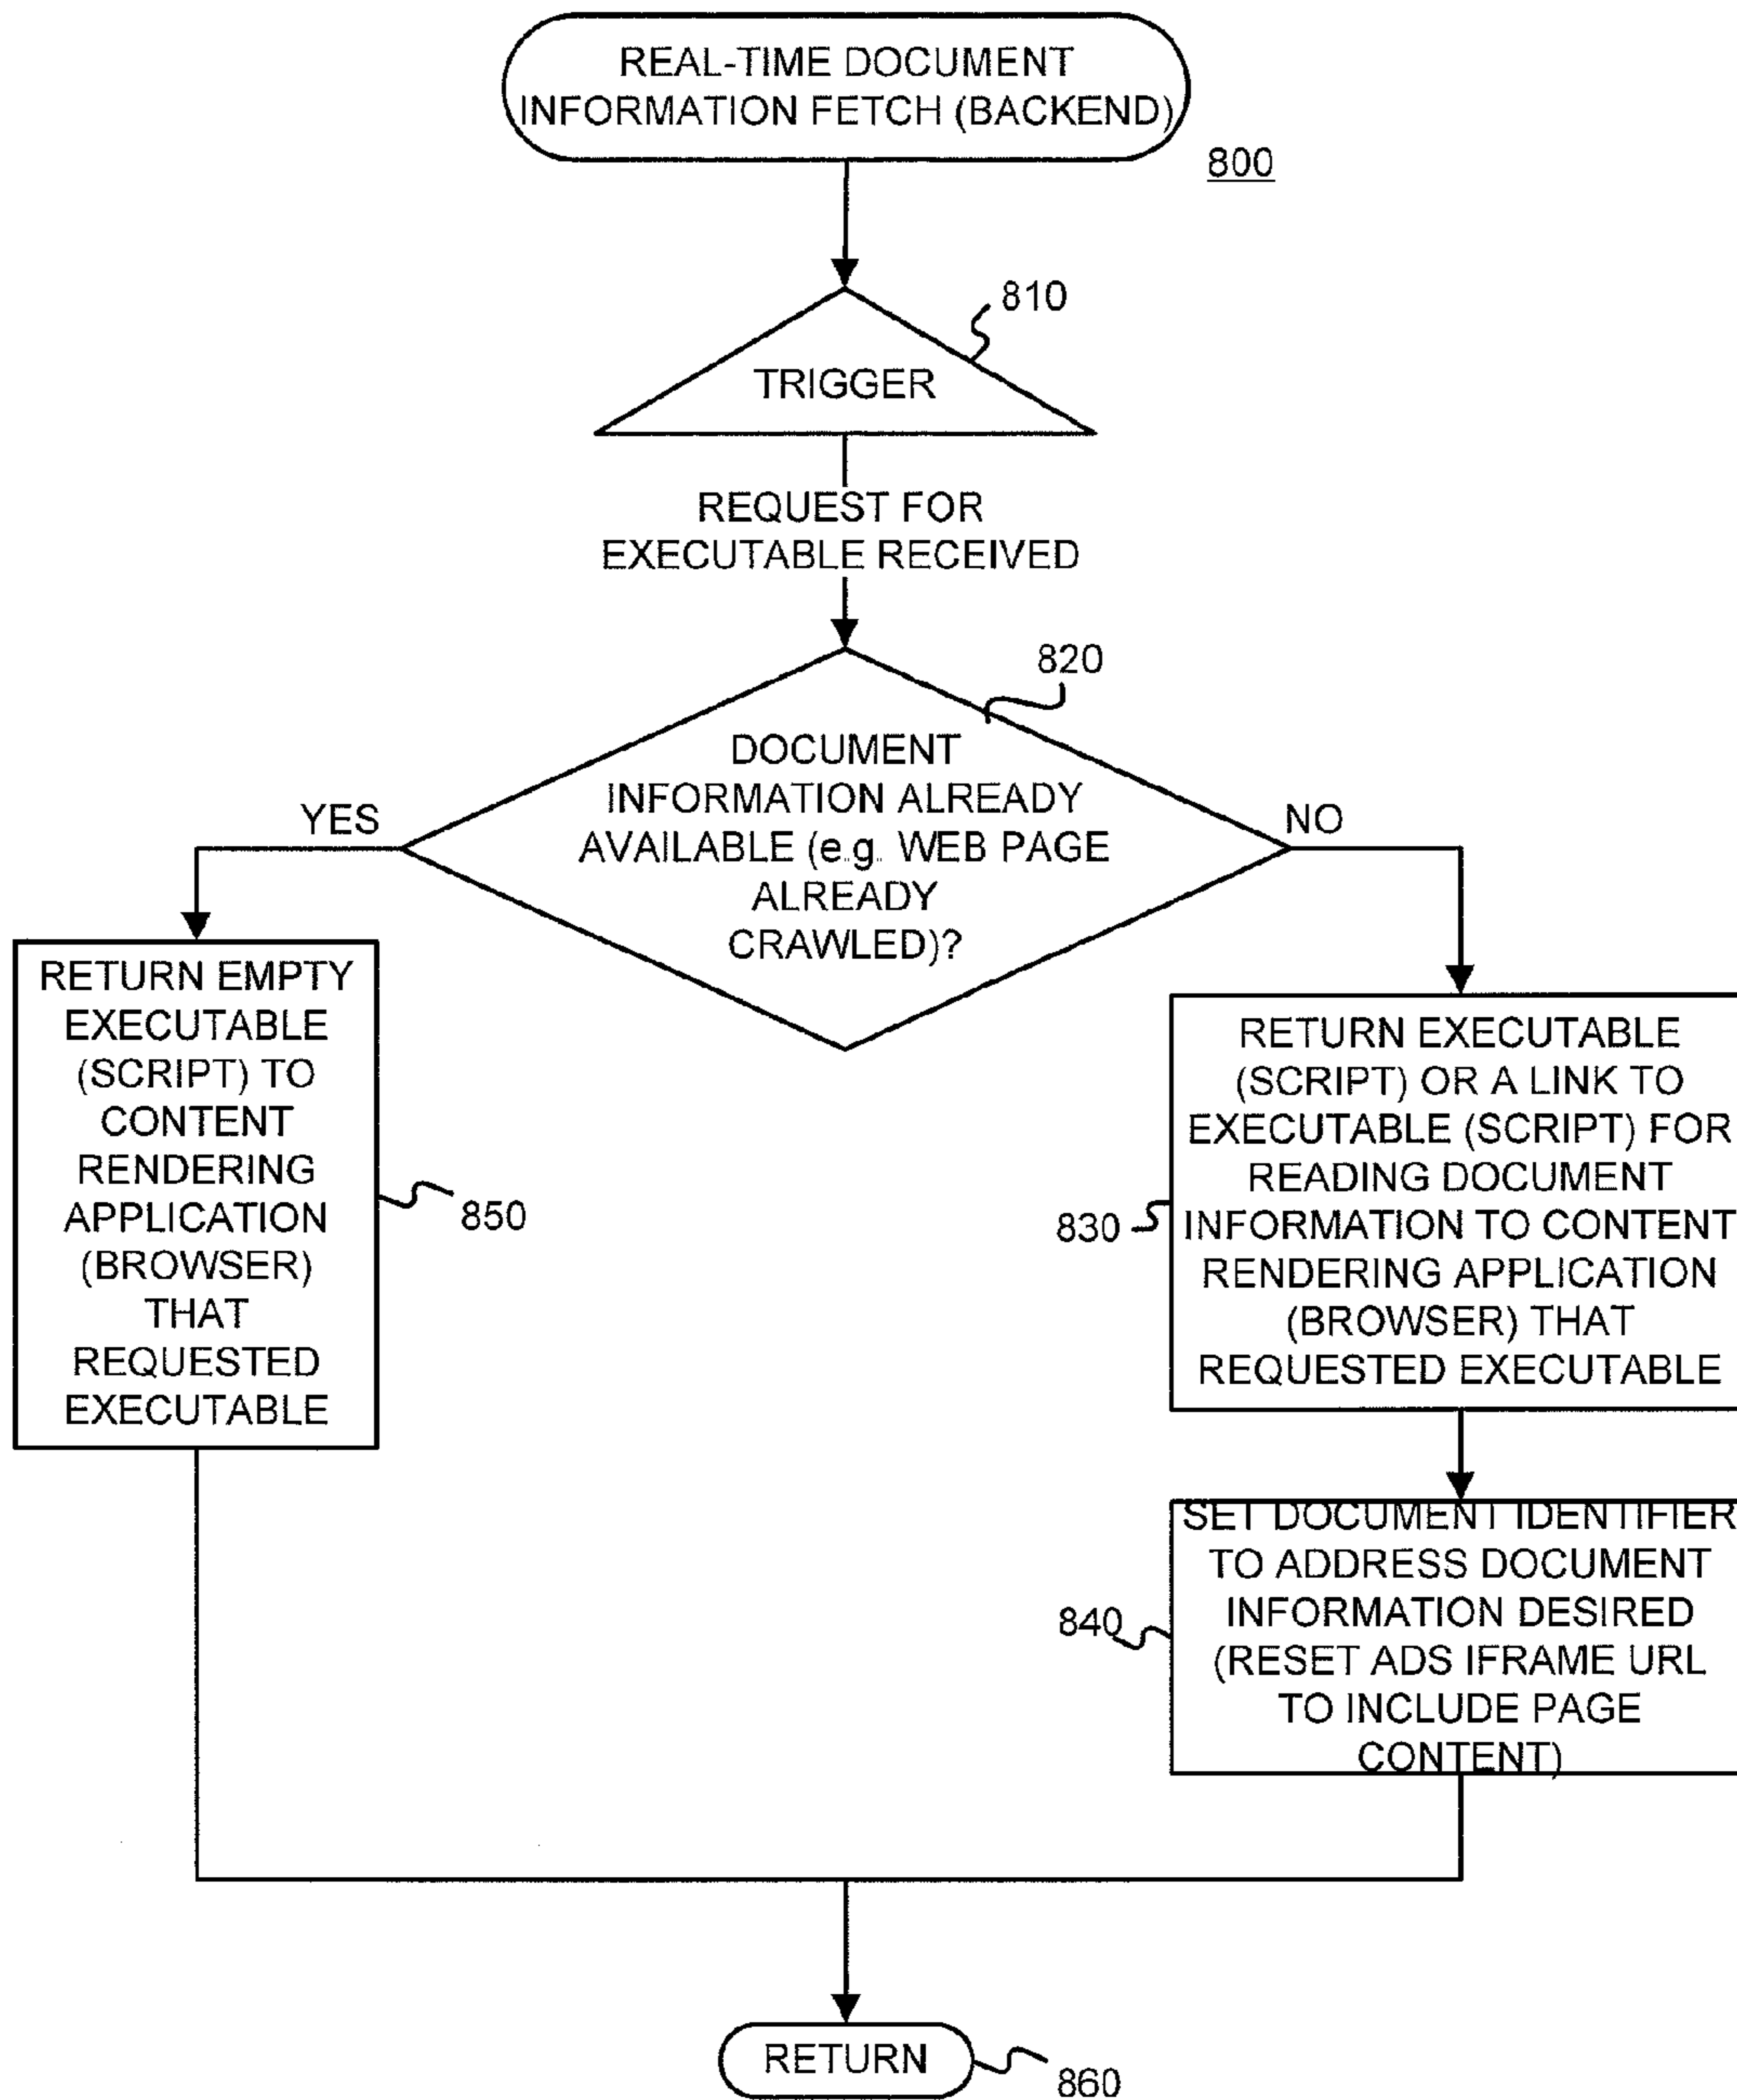 REAL-TIME DOCUMENT
INFORMATION FETCH (BACKEND)
800
810
TRIGGER
REQUEST FOR
EXECUTABLE RECEIVED
820
DOCUMENT
INFORMATION ALREADY
AVAILABLE (e.g. WEB PAGE
ALREADY
CRAWLED)?
YES
NO
RETURN EMPTY
EXECUTABLE
(SCRIPT) TO
CONTENT
RENDERING
APPLICATION
(BROWSER)
THAT
REQUESTED
EXECUTABLE
850
RETURN EXECUTABLE
(SCRIPT) OR A LINK TO
EXECUTABLE (SCRIPT) FOR
READING DOCUMENT
INFORMATION TO CONTENT
RENDERING APPLICATION
(BROWSER) THAT
REQUESTED EXECUTABLE
830
SET DOCUMENT IDENTIFIER
TO ADDRESS DOCUMENT
INFORMATION DESIRED
(RESET ADS IFRAME URL
TO INCLUDE PAGE
CONTENT)
840
RETURN
860